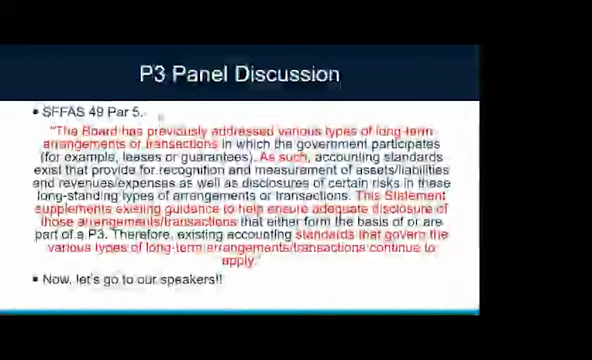 P3 Panel Discussion
▪ SFFAS 49 Par 5.
"The Board has previously addressed various types of long-term
arrangements or transactions in which the government participates
(for example, leases or guarantees). As such, accounting standards
exist that provide for recognition and measurement of assets/liabilities
and revenues/expenses as well as disclosures of certain risks in these
long-standing types of arrangements or transactions. This Statement
supplements existing guidance to help ensure adequate disclosure of
those arrangements/transactions that either form the basis of or are
part of a P3. Therefore, existing accounting standards that govern the
various types of long-term arrangements/transactions continue to
apply"
▪ Now, let's go to our speakers!!